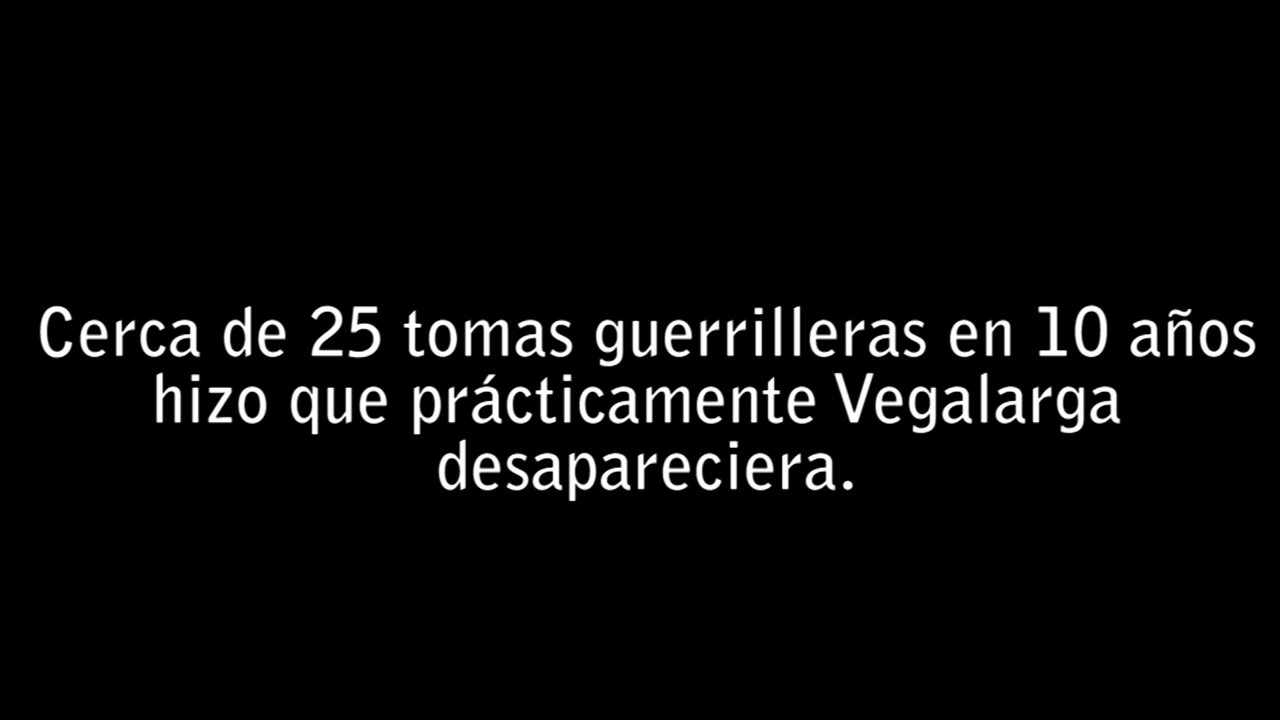 Cerca de 25 tomas guerrilleras en 10 años
hizo que prácticamente Vegalarga
desapareciera.